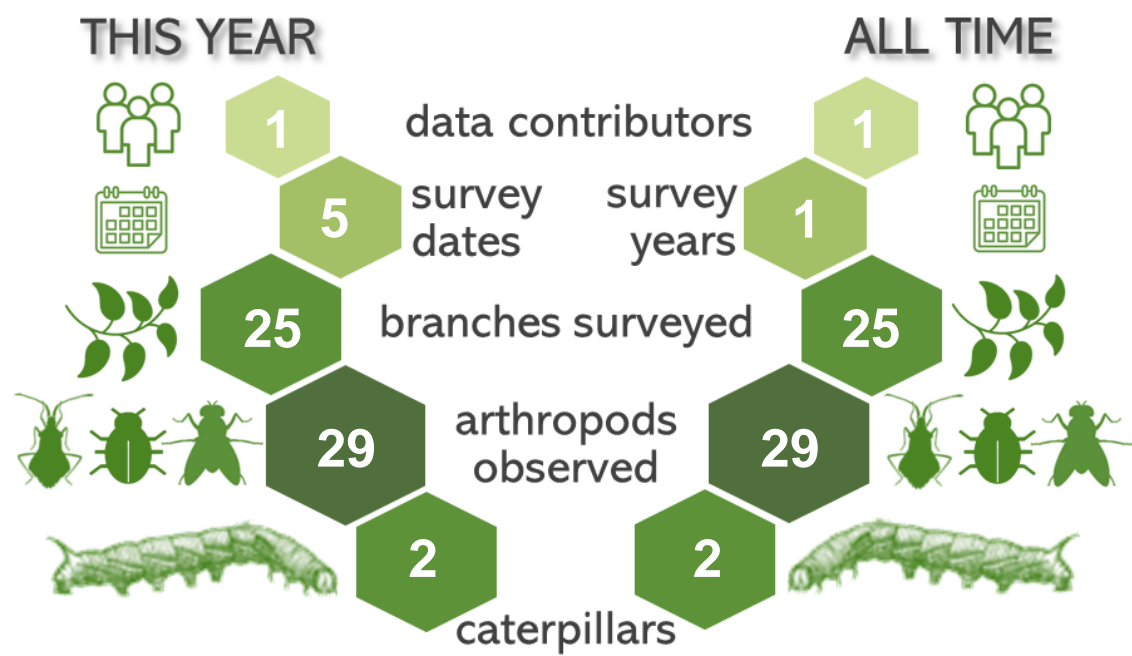 THIS YEAR
ALL TIME
1
data contributors
1
survey
dates
5
survey
years
1
25
branches surveyed
25
29
arthropods
observed
29
2
2
caterpillars